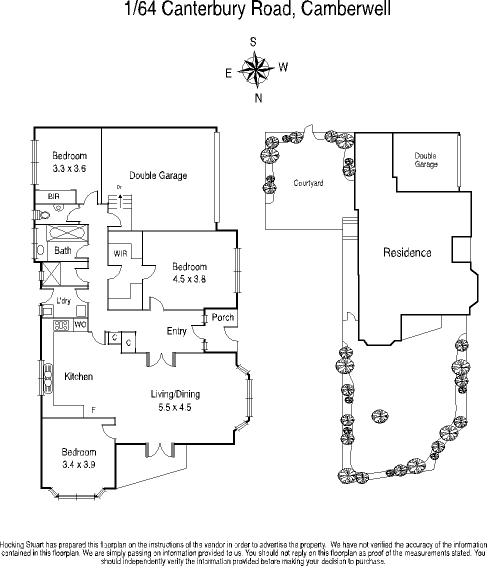 1/64 Canterbury Road, Camberwell
S
E
W
N
Bedroom
3.3 x 3.6
Double Garage
BIR
Dr
Bath
WIR
Bedroom
4.5 x 3.8
L'dry
Porch
Entry
WO
C
C
Kitchen
Living/Dining
5.5 x 4.5
F
Bedroom
3.4 x 3.9
Courtyard
Double
Garage
Residence
Hocking Stuart has prepared this floorplan on the instructions of the vendor in order to advertise the property. We have not verified the accuracy of the information
contained in this floorplan. We are simply passing on information provided to us. You should not reply on this floorplan as proof of the measurements stated. You
should independently verify the information provided before making your decision to purchase.